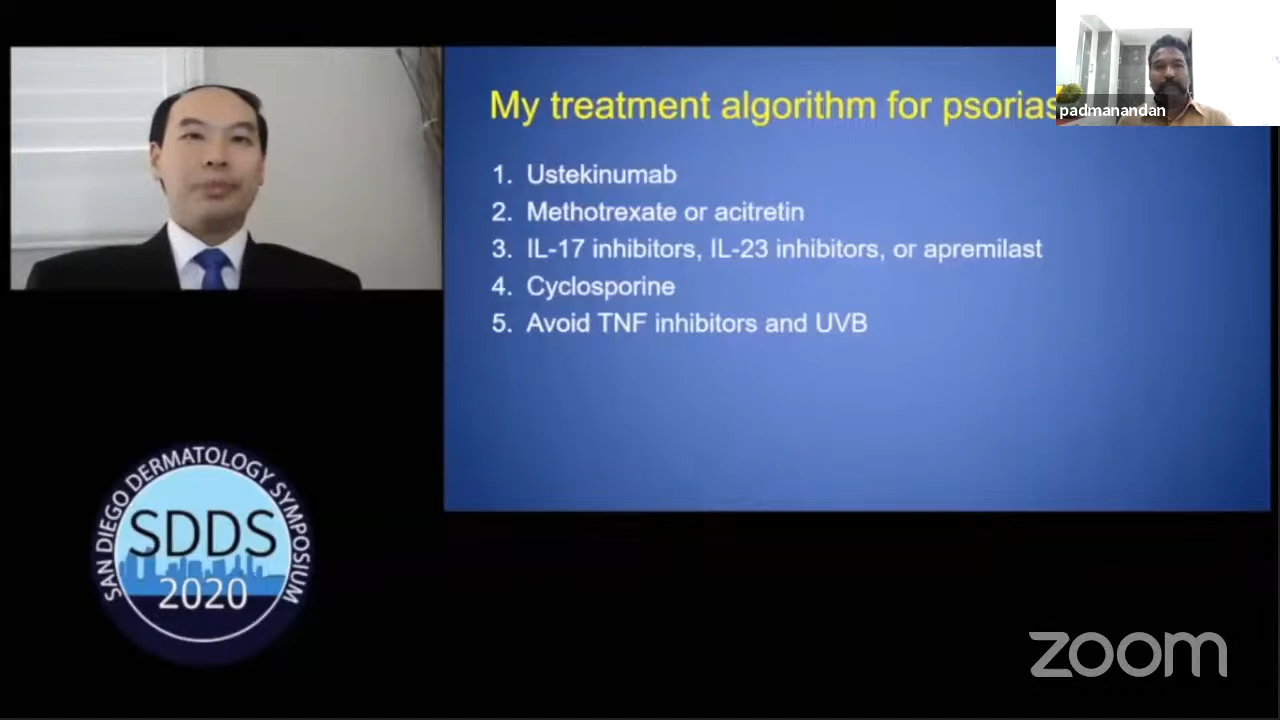 My treatment algorithm for psorias
padmanandan
1. Ustekinumab
2. Methotrexate or acitretin
3. IL-17 inhibitors, IL-23 inhibitors, or apremilast
4. Cyclosporine
5. Avoid TNF inhibitors and UVB
SAN DIEGO DERMATOLOGY SYMPOSIUM
SDDS
2020
zoom